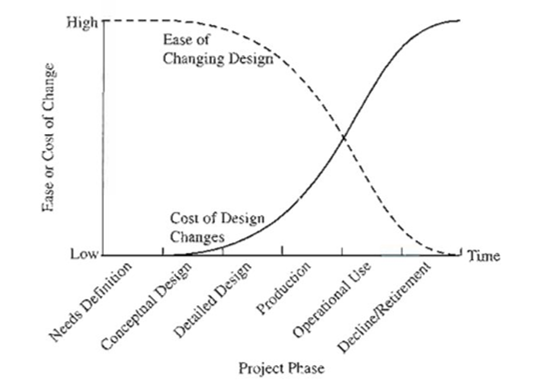 High
Ease of
Changing Design
Ease or Cost of Change
Cost of Design
Changes
Low
Time
Needs Definition
Conceptual Design
Detailed Design
Production
Operational Use
Decline/Retirement
Project Phase